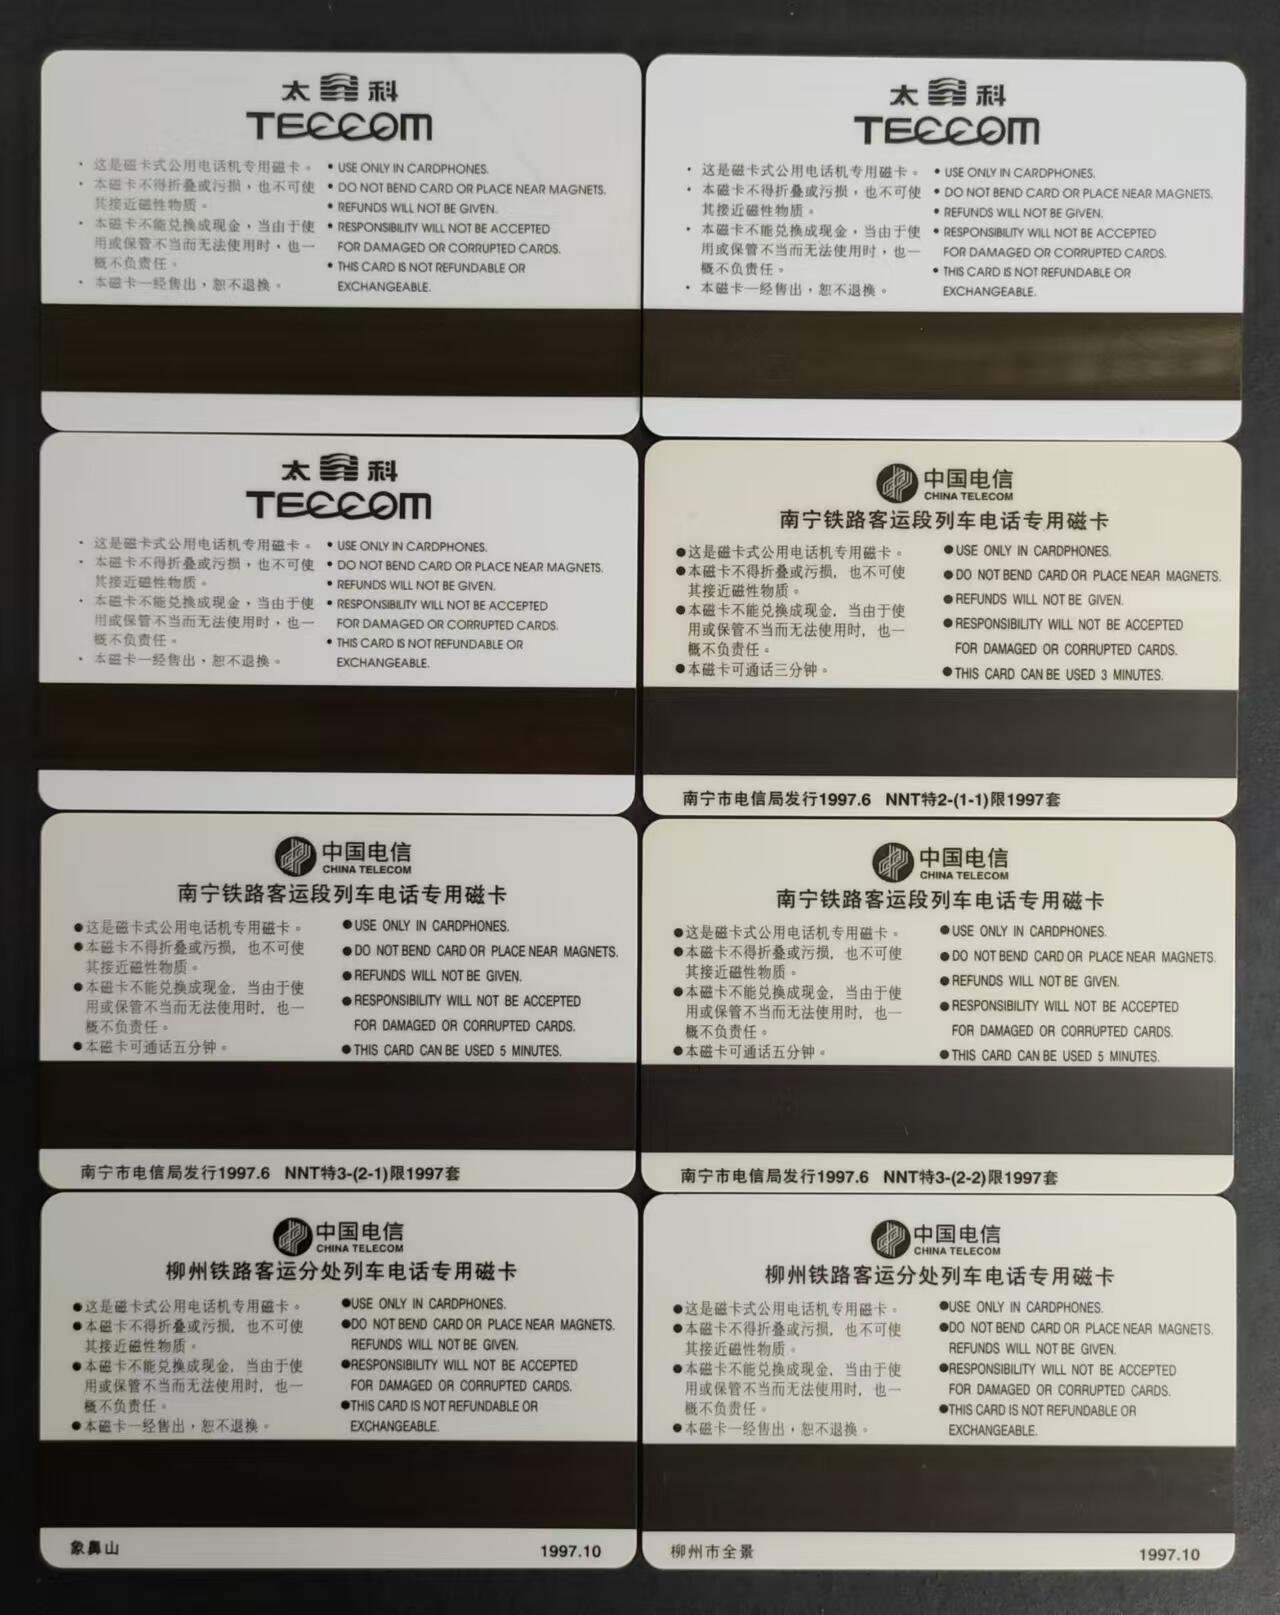 太 科
TECCOM
· 这是磁卡式公用电话机专用磁卡。
· 本磁卡不得折叠或污损,也不可使
其接近磁性物质。
· 本磁卡不能兑换成现金,当由于使
用或保管不当而无法使用时,也一
概不负责任。
· 本磁卡一经售出,恕不退换。
• USE ONLY IN CARDPHONES.
• DO NOT BEND CARD OR PLACE NEAR MAGNETS.
• REFUNDS WILL NOT BE GIVEN.
• RESPONSIBILITY WILL NOT BE ACCEPTED
FOR DAMAGED OR CORRUPTED CARDS.
• THIS CARD IS NOT REFUNDABLE OR
EXCHANGEABLE.
太 科
TECCOM
· 这是磁卡式公用电话机专用磁卡。
· 本磁卡不得折叠或污损,也不可使
其接近磁性物质。
· 本磁卡不能兑换成现金,当由于使
用或保管不当而无法使用时,也一
概不负责任。
· 本磁卡一经售出,恕不退换。
• USE ONLY IN CARDPHONES.
• DO NOT BEND CARD OR PLACE NEAR MAGNETS.
• REFUNDS WILL NOT BE GIVEN.
• RESPONSIBILITY WILL NOT BE ACCEPTED
FOR DAMAGED OR CORRUPTED CARDS.
• THIS CARD IS NOT REFUNDABLE OR
EXCHANGEABLE.
太 科
TECCOM
· 这是磁卡式公用电话机专用磁卡。
· 本磁卡不得折叠或污损,也不可使
其接近磁性物质。
· 本磁卡不能兑换成现金,当由于使
用或保管不当而无法使用时,也一
概不负责任。
· 本磁卡一经售出,恕不退换。
• USE ONLY IN CARDPHONES.
• DO NOT BEND CARD OR PLACE NEAR MAGNETS.
• REFUNDS WILL NOT BE GIVEN.
• RESPONSIBILITY WILL NOT BE ACCEPTED
FOR DAMAGED OR CORRUPTED CARDS.
• THIS CARD IS NOT REFUNDABLE OR
EXCHANGEABLE.
中国电信
CHINA TELECOM
南宁铁路客运段列车电话专用磁卡
●这是磁卡式公用电话机专用磁卡。
●本磁卡不得折叠或污损,也不可使
其接近磁性物质。
●本磁卡不能兑换成现金,当由于使
用或保管不当而无法使用时,也一
概不负责任。
●本磁卡可通话三分钟。
●USE ONLY IN CARDPHONES.
●DO NOT BEND CARD OR PLACE NEAR MAGNETS.
●REFUNDS WILL NOT BE GIVEN.
●RESPONSIBILITY WILL NOT BE ACCEPTED
FOR DAMAGED OR CORRUPTED CARDS.
●THIS CARD CAN BE USED 3 MINUTES.
南宁市电信局发行1997.6 NNT特2-(1-1)限1997套
中国电信
CHINA TELECOM
南宁铁路客运段列车电话专用磁卡
●这是磁卡式公用电话机专用磁卡。
●本磁卡不得折叠或污损,也不可使
其接近磁性物质。
●本磁卡不能兑换成现金,当由于使
用或保管不当而无法使用时,也一
概不负责任。
●本磁卡可通话五分钟。
●USE ONLY IN CARDPHONES.
●DO NOT BEND CARD OR PLACE NEAR MAGNETS.
●REFUNDS WILL NOT BE GIVEN.
●RESPONSIBILITY WILL NOT BE ACCEPTED
FOR DAMAGED OR CORRUPTED CARDS.
●THIS CARD CAN BE USED 5 MINUTES.
南宁市电信局发行1997.6 NNT特3-(2-1)限1997套
中国电信
CHINA TELECOM
南宁铁路客运段列车电话专用磁卡
●这是磁卡式公用电话机专用磁卡。
●本磁卡不得折叠或污损,也不可使
其接近磁性物质。
●本磁卡不能兑换成现金,当由于使
用或保管不当而无法使用时,也一
概不负责任。
●本磁卡可通话五分钟。
●USE ONLY IN CARDPHONES.
●DO NOT BEND CARD OR PLACE NEAR MAGNETS.
●REFUNDS WILL NOT BE GIVEN.
●RESPONSIBILITY WILL NOT BE ACCEPTED
FOR DAMAGED OR CORRUPTED CARDS.
●THIS CARD CAN BE USED 5 MINUTES.
南宁市电信局发行1997.6 NNT特3-(2-2)限1997套
中国电信
CHINA TELECOM
柳州铁路客运分处列车电话专用磁卡
●这是磁卡式公用电话机专用磁卡。
●本磁卡不得折叠或污损,也不可使
其接近磁性物质。
●本磁卡不能兑换成现金,当由于使
用或保管不当而无法使用时,也一
概不负责任。
●本磁卡一经售出,恕不退换。
●USE ONLY IN CARDPHONES.
●DO NOT BEND CARD OR PLACE NEAR MAGNETS.
REFUNDS WILL NOT BE GIVEN.
●RESPONSIBILITY WILL NOT BE ACCEPTED
FOR DAMAGED OR CORRUPTED CARDS.
●THIS CARD IS NOT REFUNDABLE OR
EXCHANGEABLE.
象鼻山 1997.10
中国电信
CHINA TELECOM
柳州铁路客运分处列车电话专用磁卡
●这是磁卡式公用电话机专用磁卡。
●本磁卡不得折叠或污损,也不可使
其接近磁性物质。
●本磁卡不能兑换成现金,当由于使
用或保管不当而无法使用时,也一
概不负责任。
●本磁卡一经售出,恕不退换。
●USE ONLY IN CARDPHONES.
●DO NOT BEND CARD OR PLACE NEAR MAGNETS.
REFUNDS WILL NOT BE GIVEN.
●RESPONSIBILITY WILL NOT BE ACCEPTED
FOR DAMAGED OR CORRUPTED CARDS.
●THIS CARD IS NOT REFUNDABLE OR
EXCHANGEABLE.
柳州市全景 1997.10